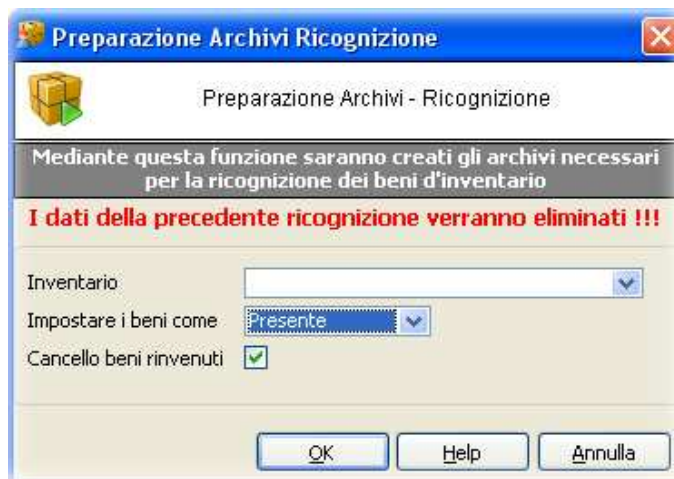 Preparazione Archivi Ricognizione
Preparazione Archivi - Ricognizione
Mediante questa funzione saranno creati gli archivi necessari
per la ricognizione dei beni d'inventario
I dati della precedente ricognizione verranno eliminati !!!
Inventario
Impostare i beni come Presente
Cancello beni rinvenuti
OK Help Annulla